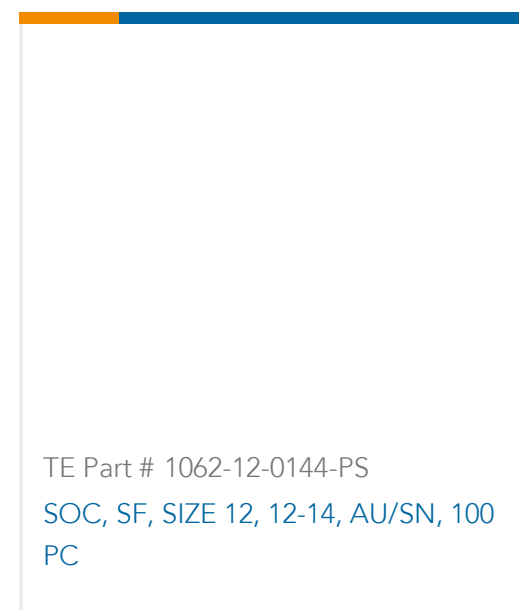 TE Part # 1062-12-0144-PS
SOC, SF, SIZE 12, 12-14, AU/SN, 100
PC